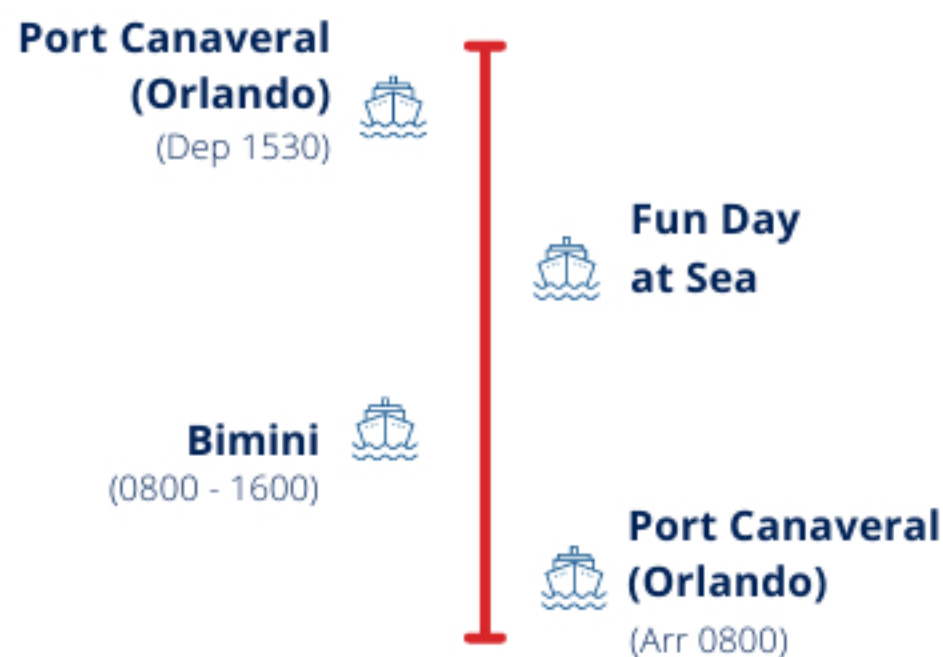 Port Canaveral
(Orlando)
(Dep 1530)
Fun Day
at Sea
Bimini
(0800 - 1600)
Port Canaveral
(Orlando)
(Arr 0800)